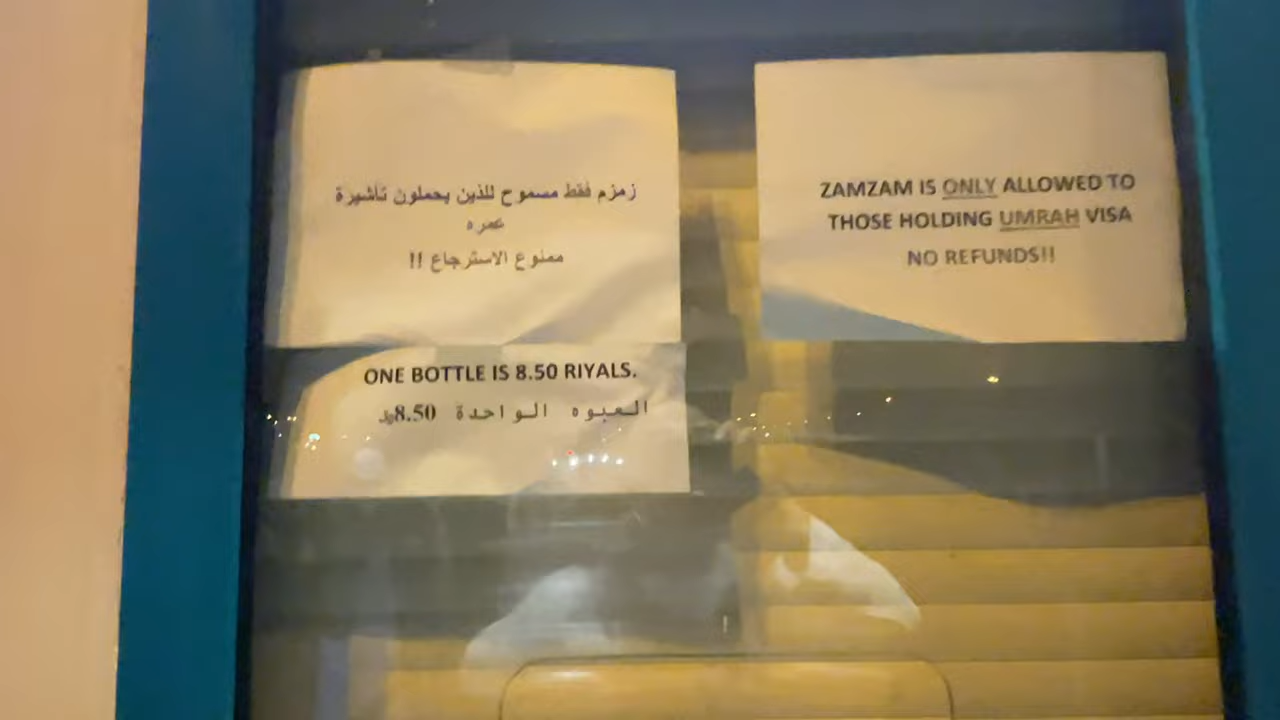 زمزم فقط مسموح للذين يحملون تأشيرة
عمره
ممنوع الاسترجاع !!
ONE BOTTLE IS 8.50 RIYALS.
العبوه الواحدة 8.50﷼
ZAMZAM IS ONLY ALLOWED TO
THOSE HOLDING UMRAH VISA
NO REFUNDS!!